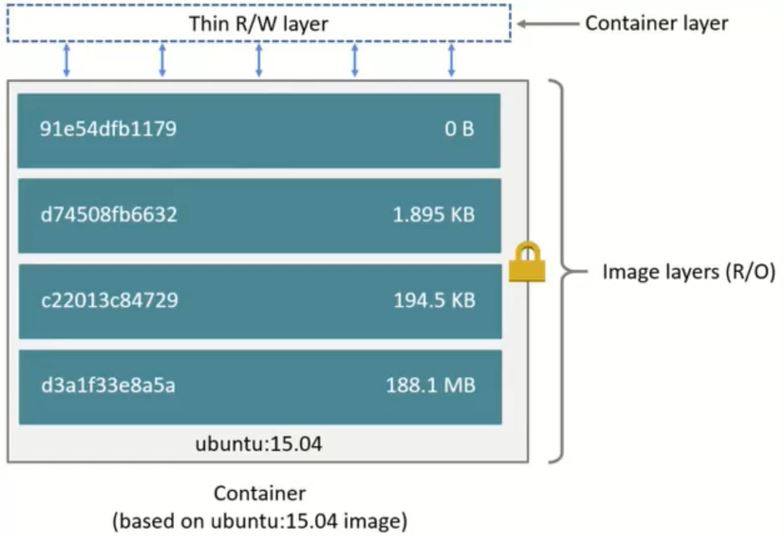 Thin R/W layer
Container layer
91e54dfb1179 0 B
d74508fb6632 1.895 KB
c22013c84729 194.5 KB
d3a1f33e8a5a 188.1 MB
Image layers (R/O)
ubuntu:15.04
Container
(based on ubuntu:15.04 image)